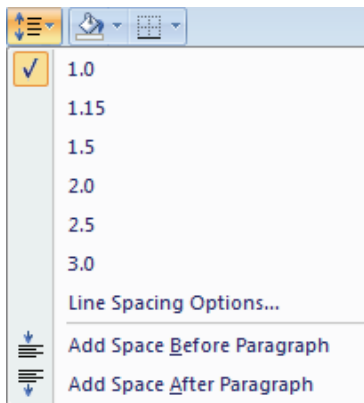 1.0
1.15
1.5
2.0
2.5
3.0
Line Spacing Options...
Add Space Before Paragraph
Add Space After Paragraph